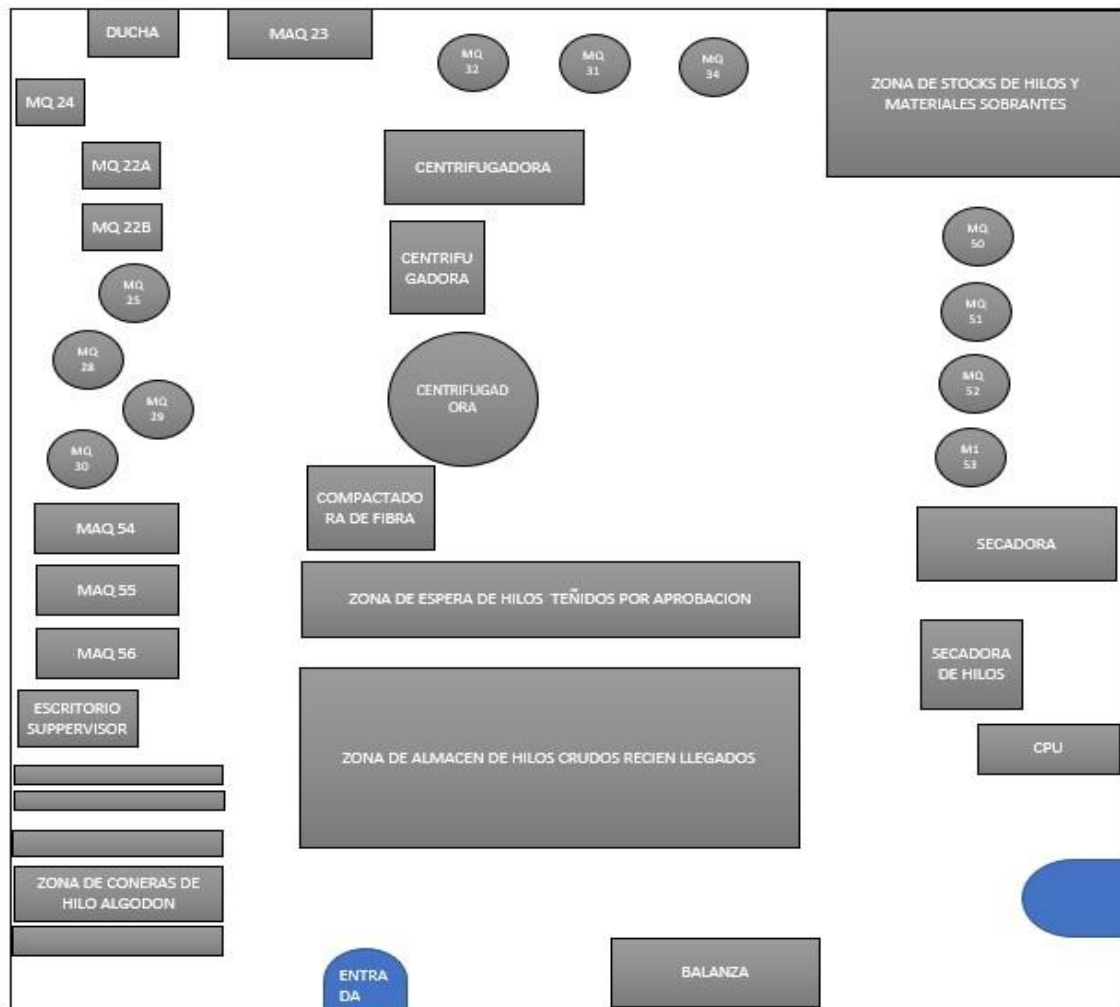 DUCHA
MAQ 23
MQ
32
MQ
31
MQ
34
ZONA DE STOCKS DE HILOS Y
MATERIALES SOBRANTES
MQ 24
MQ 22A
CENTRIFUGADORA
MQ 22B
MQ
50
CENTRIFU
GADORA
MQ
25
MQ
51
MQ
28
CENTRIFUGAD
ORA
MQ
52
MQ
29
MQ
30
M1
53
COMPACTADO
RA DE FIBRA
MAQ 54
SECADORA
MAQ 55
ZONA DE ESPERA DE HILOS TEÑIDOS POR APROBACION
MAQ 56
SECADORA
DE HILOS
ESCRITORIO
SUPPERVISOR
ZONA DE ALMACEN DE HILOS CRUDOS RECIEN LLEGADOS
CPU
ZONA DE CONERAS DE
HILO ALGODON
ENTRA
DA
BALANZA